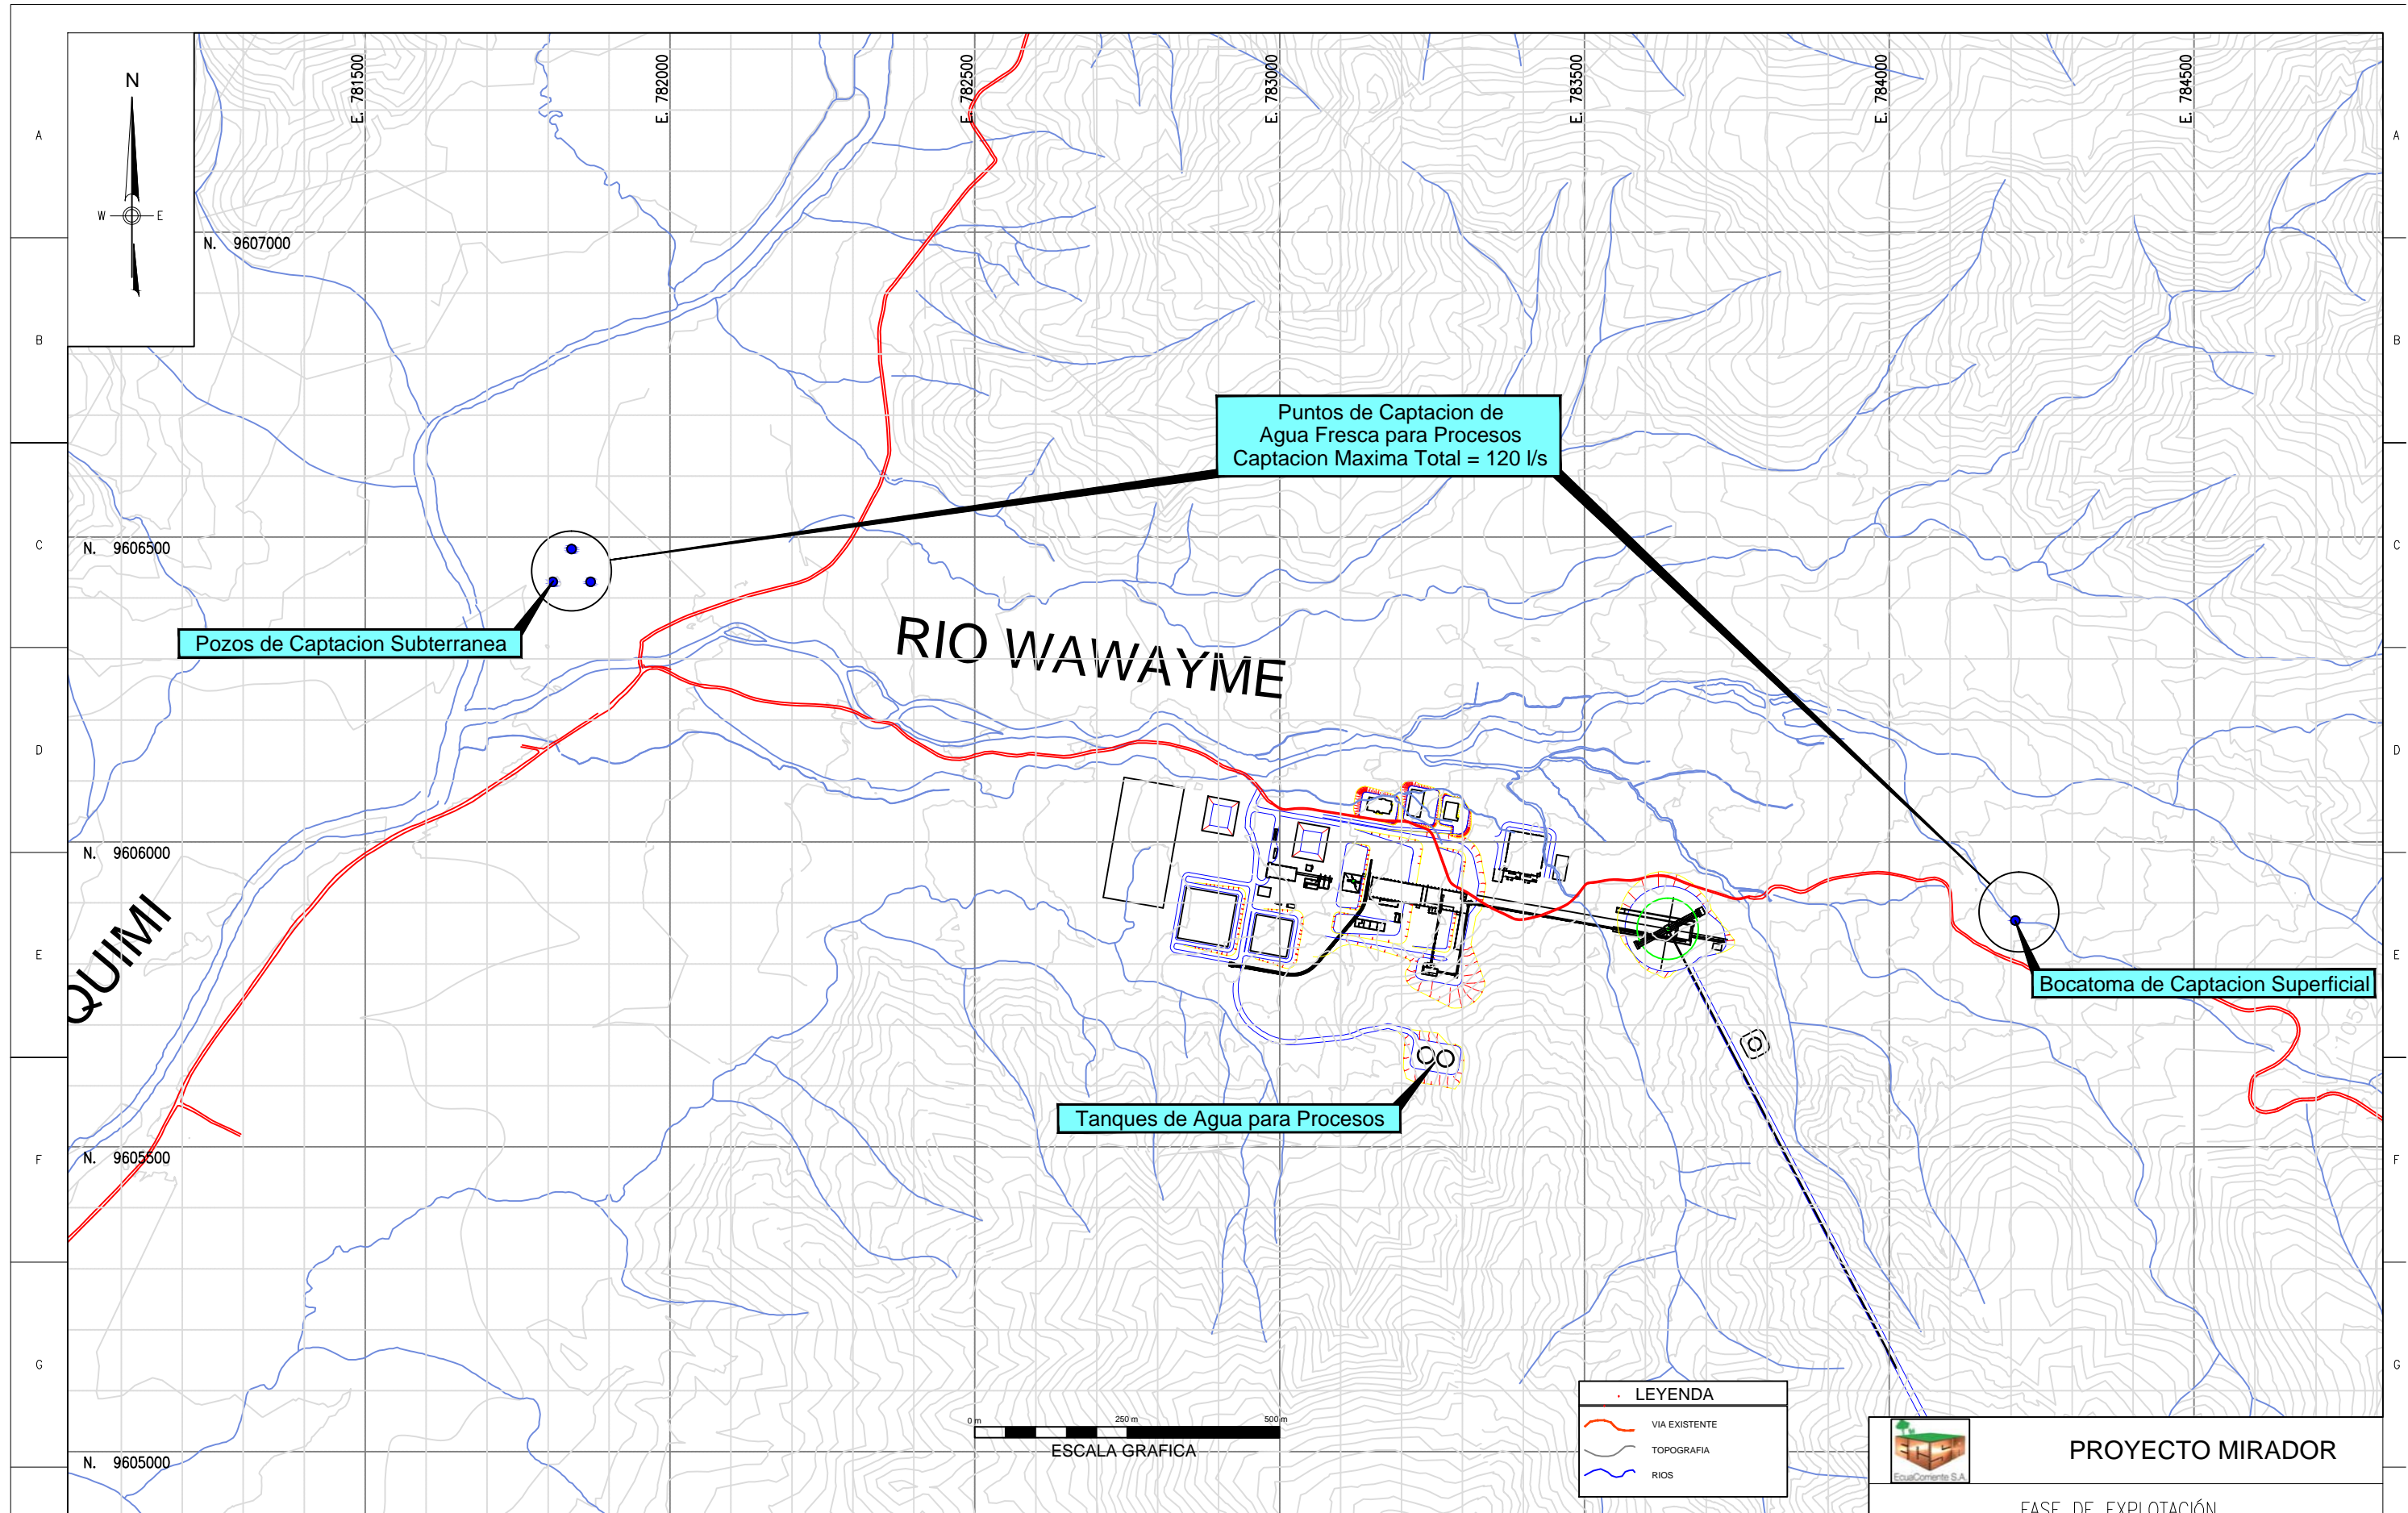 N
W E
A
B
C
D
E
F
G
A
B
C
D
E
F
G
E. 781500
E. 782000
E. 782500
E. 783000
E. 783500
E. 784000
E. 784500
N. 9607000
N. 9606500
N. 9606000
N. 9605500
N. 9605000
Puntos de Captacion de
Agua Fresca para Procesos
Captacion Maxima Total = 120 l/s
Pozos de Captacion Subterranea
RIO WAWAYME
QUIMI
Bocatoma de Captacion Superficial
Tanques de Agua para Procesos
0 m 250 m 500 m
ESCALA GRAFICA
LEYENDA
VIA EXISTENTE
TOPOGRAFIA
RIOS
EcuaCorriente S.A.
PROYECTO MIRADOR
FASE DE EXPLOTACIÓN